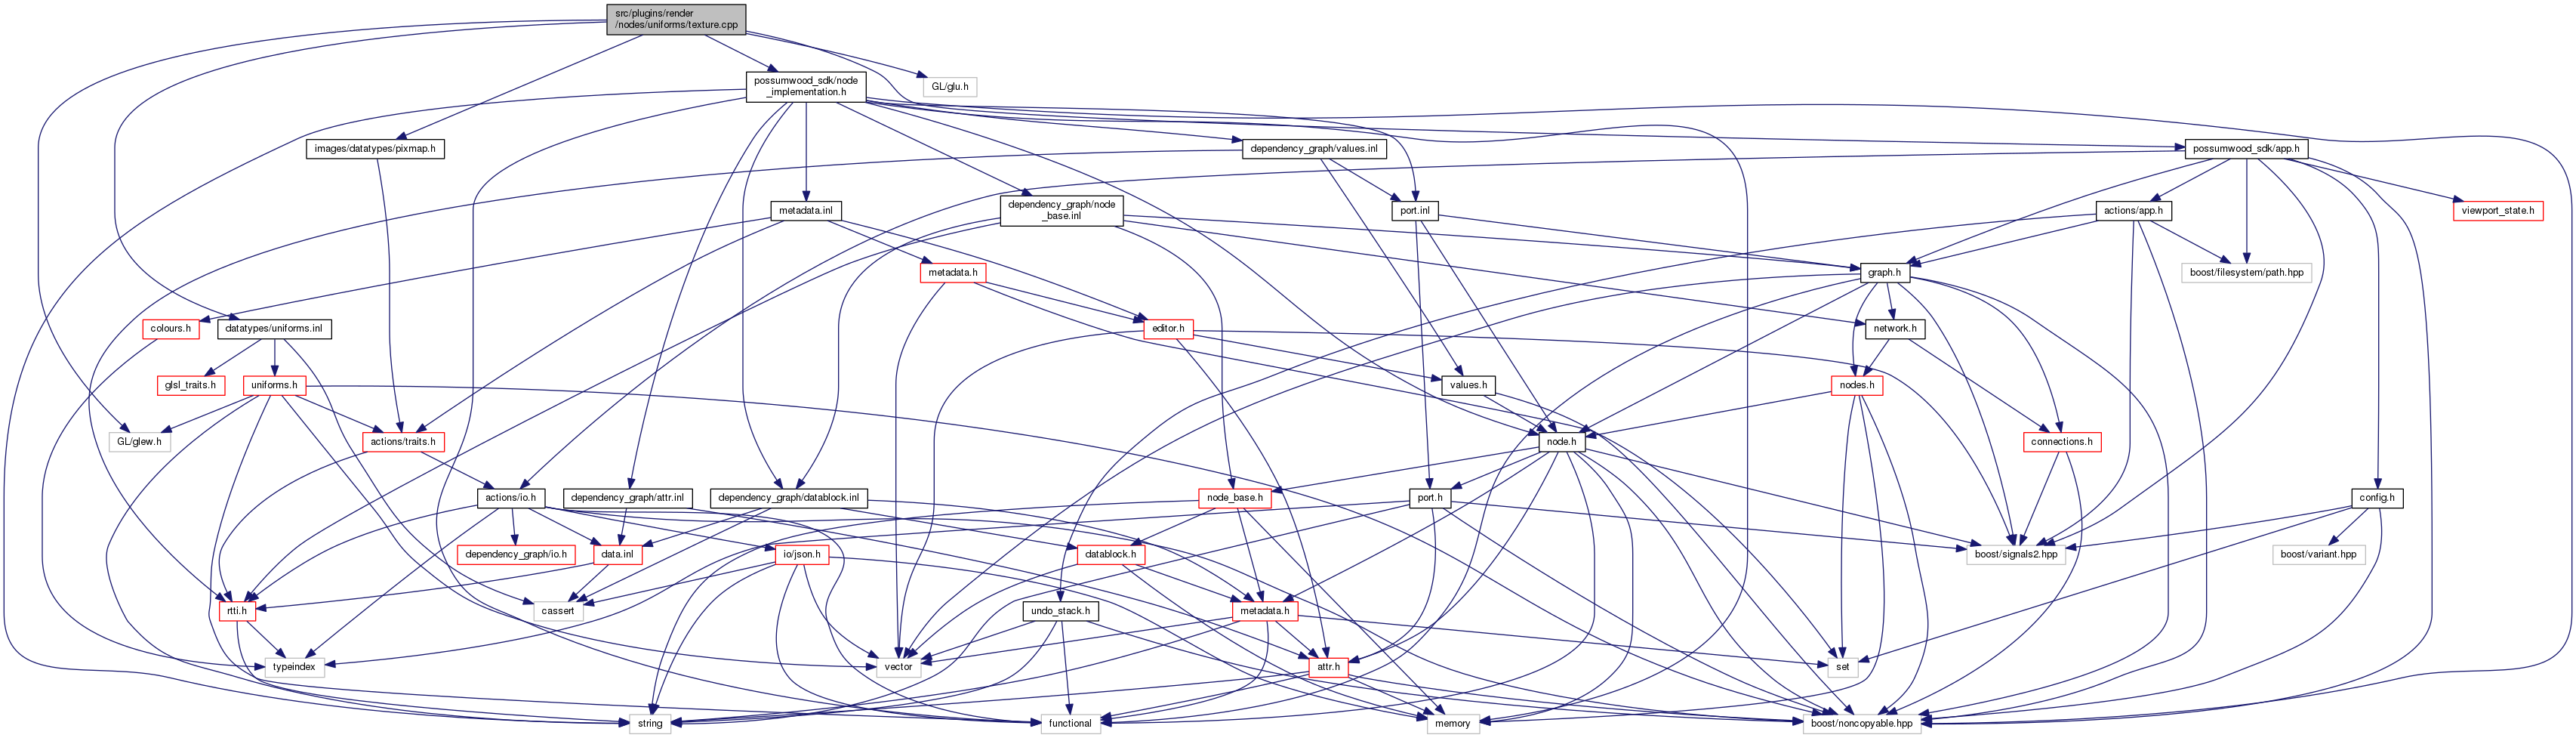 src/plugins/render
/nodes/uniforms/texture.cpp
possumwood_sdk/node
_implementation.h
GL/glu.h
images/datatypes/pixmap.h
dependency_graph/values.inl
possumwood_sdk/app.h
metadata.inl
dependency_graph/node
_base.inl
port.inl
actions/app.h
viewport_state.h
metadata.h
graph.h
boost/filesystem/path.hpp
colours.h
datatypes/uniforms.inl
editor.h
network.h
glsl_traits.h
uniforms.h
values.h
nodes.h
GL/glew.h
actions/traits.h
node.h
connections.h
actions/io.h
dependency_graph/attr.inl
dependency_graph/datablock.inl
node_base.h
port.h
config.h
dependency_graph/io.h
data.inl
io/json.h
datablock.h
boost/signals2.hpp
boost/variant.hpp
rtti.h
cassert
undo_stack.h
metadata.h
typeindex
vector
attr.h
set
string
functional
memory
boost/noncopyable.hpp